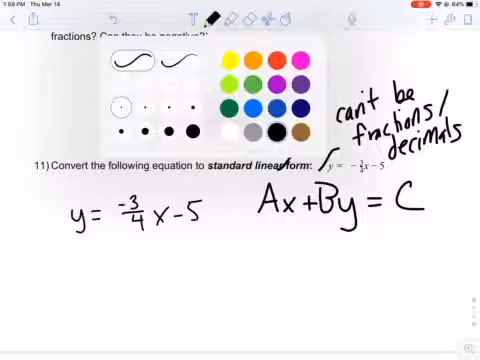 1:58 PM Thu Mar 14
64%
T
fractions? Can they be negative?)
can't be
fractions/
decimals
11) Convert the following equation to standard linear form y = -3/4x - 5
y = -3/4 x - 5
Ax + By = C